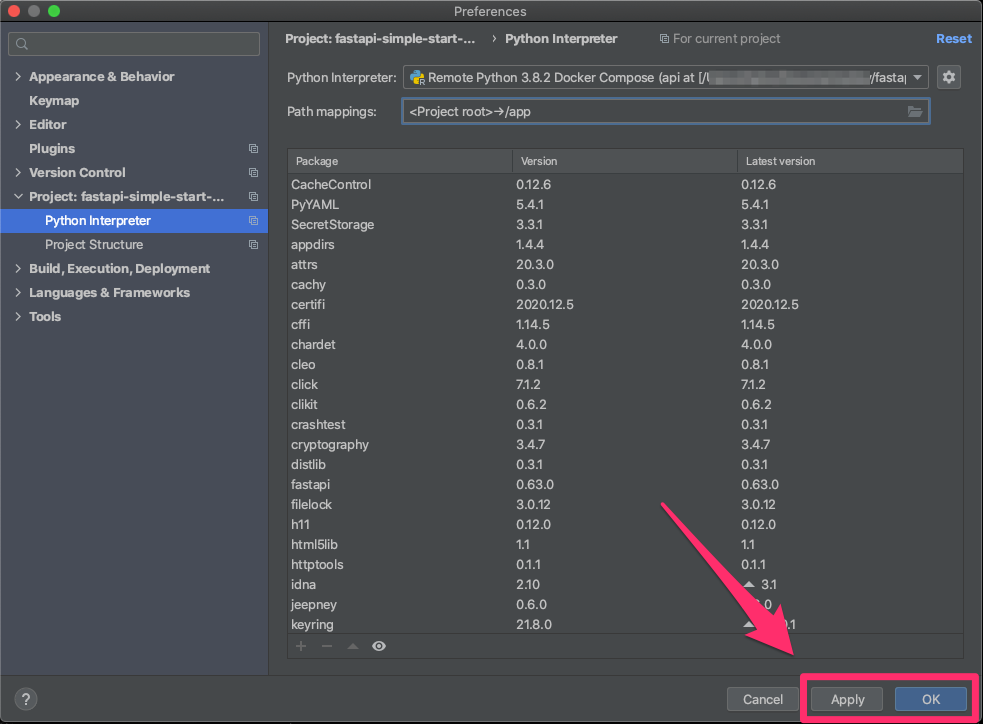 Preferences
Project: fastapi-simple-start-... › Python Interpreter For current project Reset
Appearance & Behavior
Keymap
Editor
Plugins
Version Control
Project: fastapi-simple-start-...
Python Interpreter
Project Structure
Build, Execution, Deployment
Languages & Frameworks
Tools
Python Interpreter: Remote Python 3.8.2 Docker Compose (api at [/ /fasta
Path mappings: <Project root>→/app
Package Version Latest version
CacheControl 0.12.6 0.12.6
PyYAML 5.4.1 5.4.1
SecretStorage 3.3.1 3.3.1
appdirs 1.4.4 1.4.4
attrs 20.3.0 20.3.0
cachy 0.3.0 0.3.0
certifi 2020.12.5 2020.12.5
cffi 1.14.5 1.14.5
chardet 4.0.0 4.0.0
cleo 0.8.1 0.8.1
click 7.1.2 7.1.2
clikit 0.6.2 0.6.2
crashtest 0.3.1 0.3.1
cryptography 3.4.7 3.4.7
distlib 0.3.1 0.3.1
fastapi 0.63.0 0.63.0
filelock 3.0.12 3.0.12
h11 0.12.0 0.12.0
html5lib 1.1 1.1
httptools 0.1.1 0.1.1
idna 2.10 3.1
jeepney 0.6.0
keyring 21.8.0
? Cancel Apply OK